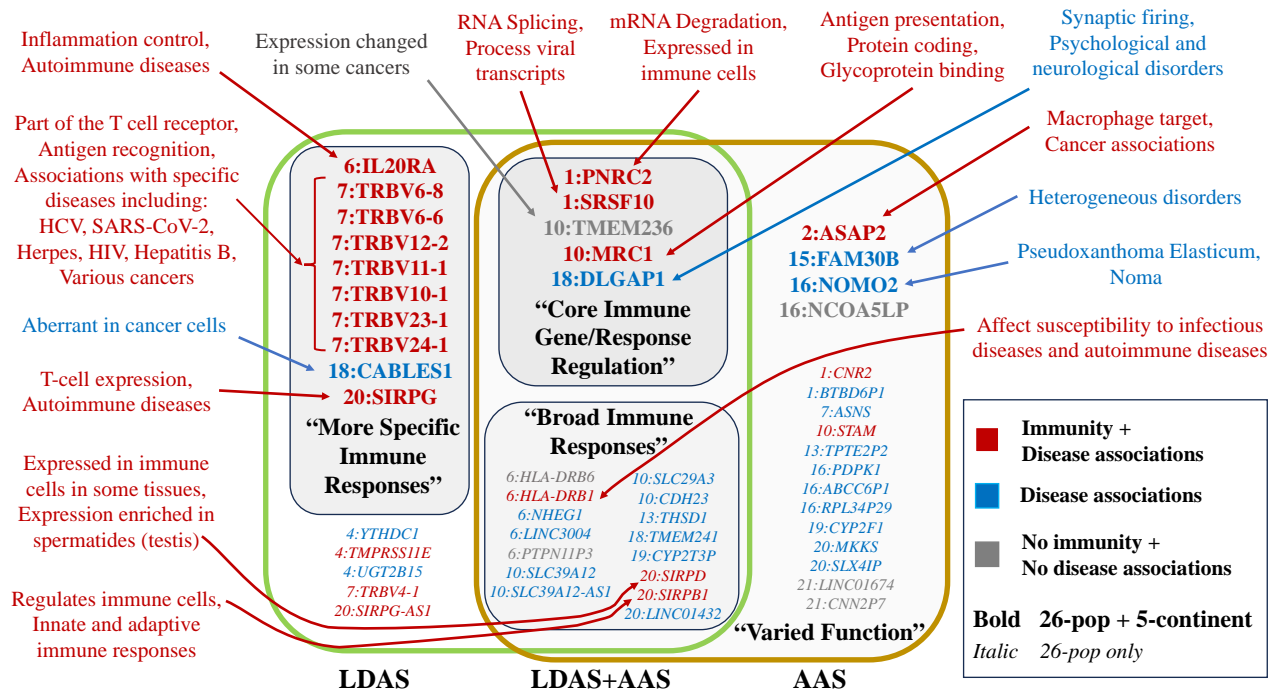 Inflammation control,
Autoimmune diseases
Expression changed
in some cancers
RNA Splicing,
Process viral
transcripts
mRNA Degradation,
Expressed in
immune cells
Antigen presentation,
Protein coding,
Glycoprotein binding
Synaptic firing,
Psychological and
neurological disorders
Part of the T cell receptor,
Antigen recognition,
Associations with specific
diseases including:
HCV, SARS-CoV-2,
Herpes, HIV, Hepatitis B,
Various cancers
Aberrant in cancer cells
T-cell expression,
Autoimmune diseases
Expressed in immune
cells in some tissues,
Expression enriched in
spermatides (testis)
Regulates immune cells,
Innate and adaptive
immune responses
6:IL20RA
7:TRBV6-8
7:TRBV6-6
7:TRBV12-2
7:TRBV11-1
7:TRBV10-1
7:TRBV23-1
7:TRBV24-1
18:CABLES1
20:SIRPG
“More Specific
Immune
Responses”
4:YTHDC1
4:TMPRSS11E
4:UGT2B15
7:TRBV4-1
20:SIRPG-AS1
LDAS
1:PNRC2
1:SRSF10
10:TMEM236
10:MRC1
18:DLGAP1
“Core Immune
Gene/Response
Regulation”
“Broad Immune
Responses”
6:HLA-DRB6
6:HLA-DRB1
6:NHEG1
6:LINC3004
6:PTPN11P3
10:SLC39A12
10:SLC39A12-AS1
10:SLC29A3
10:CDH23
13:THSD1
18:TMEM241
19:CYP2T3P
20:SIRPD
20:SIRPB1
20:LINC01432
LDAS+AAS
2:ASAP2
15:FAM30B
16:NOMO2
16:NCOA5LP
1:CNR2
1:BTBD6P1
7:ASNS
10:STAM
13:TPTE2P2
16:PDPK1
16:ABCC6P1
16:RPL34P29
19:CYP2F1
20:MKKS
20:SLX4IP
21:LINC01674
21:CNN2P7
“Varied Function”
AAS
Macrophage target,
Cancer associations
Heterogeneous disorders
Pseudoxanthoma Elasticum,
Noma
Affect susceptibility to infectious
diseases and autoimmune diseases
Immunity +
Disease associations
Disease associations
No immunity +
No disease associations
Bold 26-pop + 5-continent
Italic 26-pop only